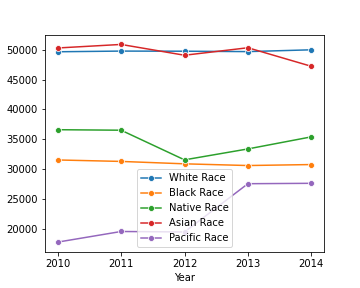 50000
45000
40000
35000
30000
25000
20000
White Race
Black Race
Native Race
Asian Race
Pacific Race
2010 2011 2012 2013 2014
Year